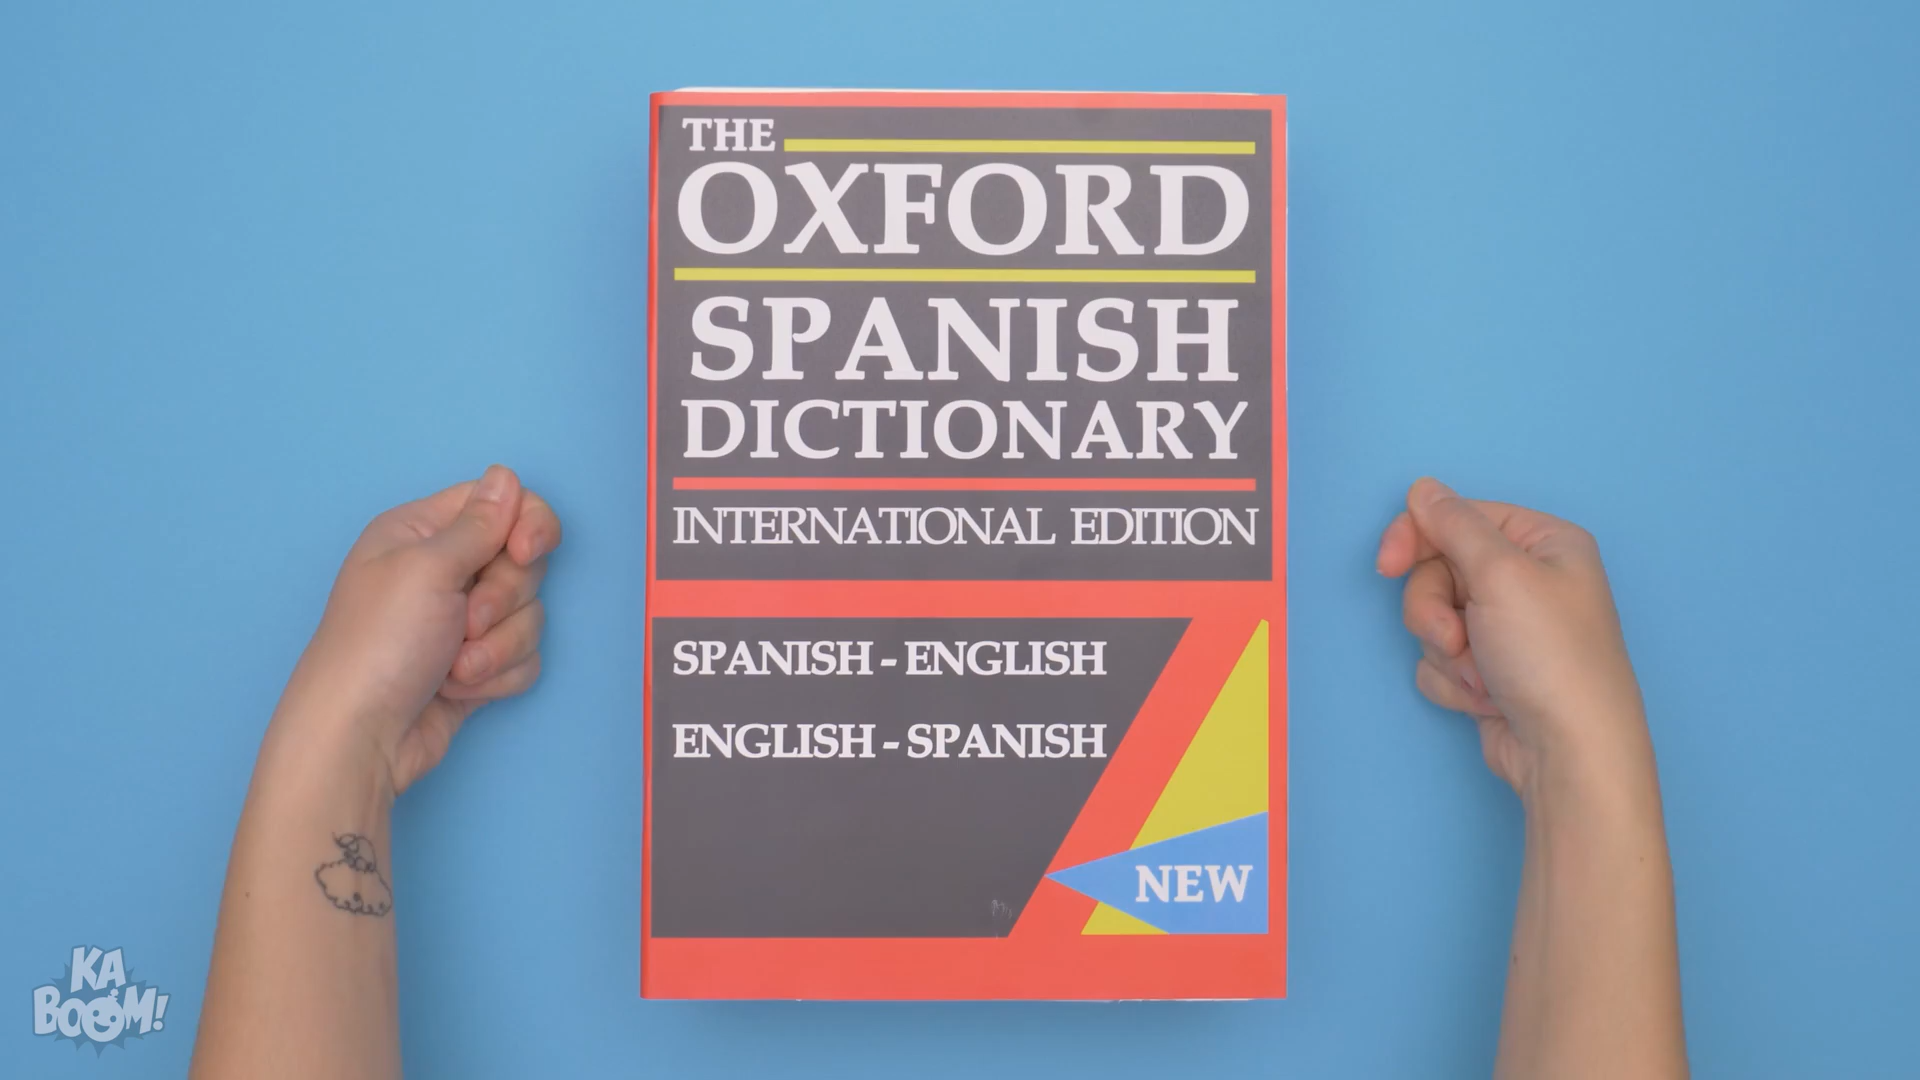 THE
OXFORD
SPANISH
DICTIONARY
INTERNATIONAL EDITION
SPANISH - ENGLISH
ENGLISH - SPANISH
NEW
KA
BOOM!